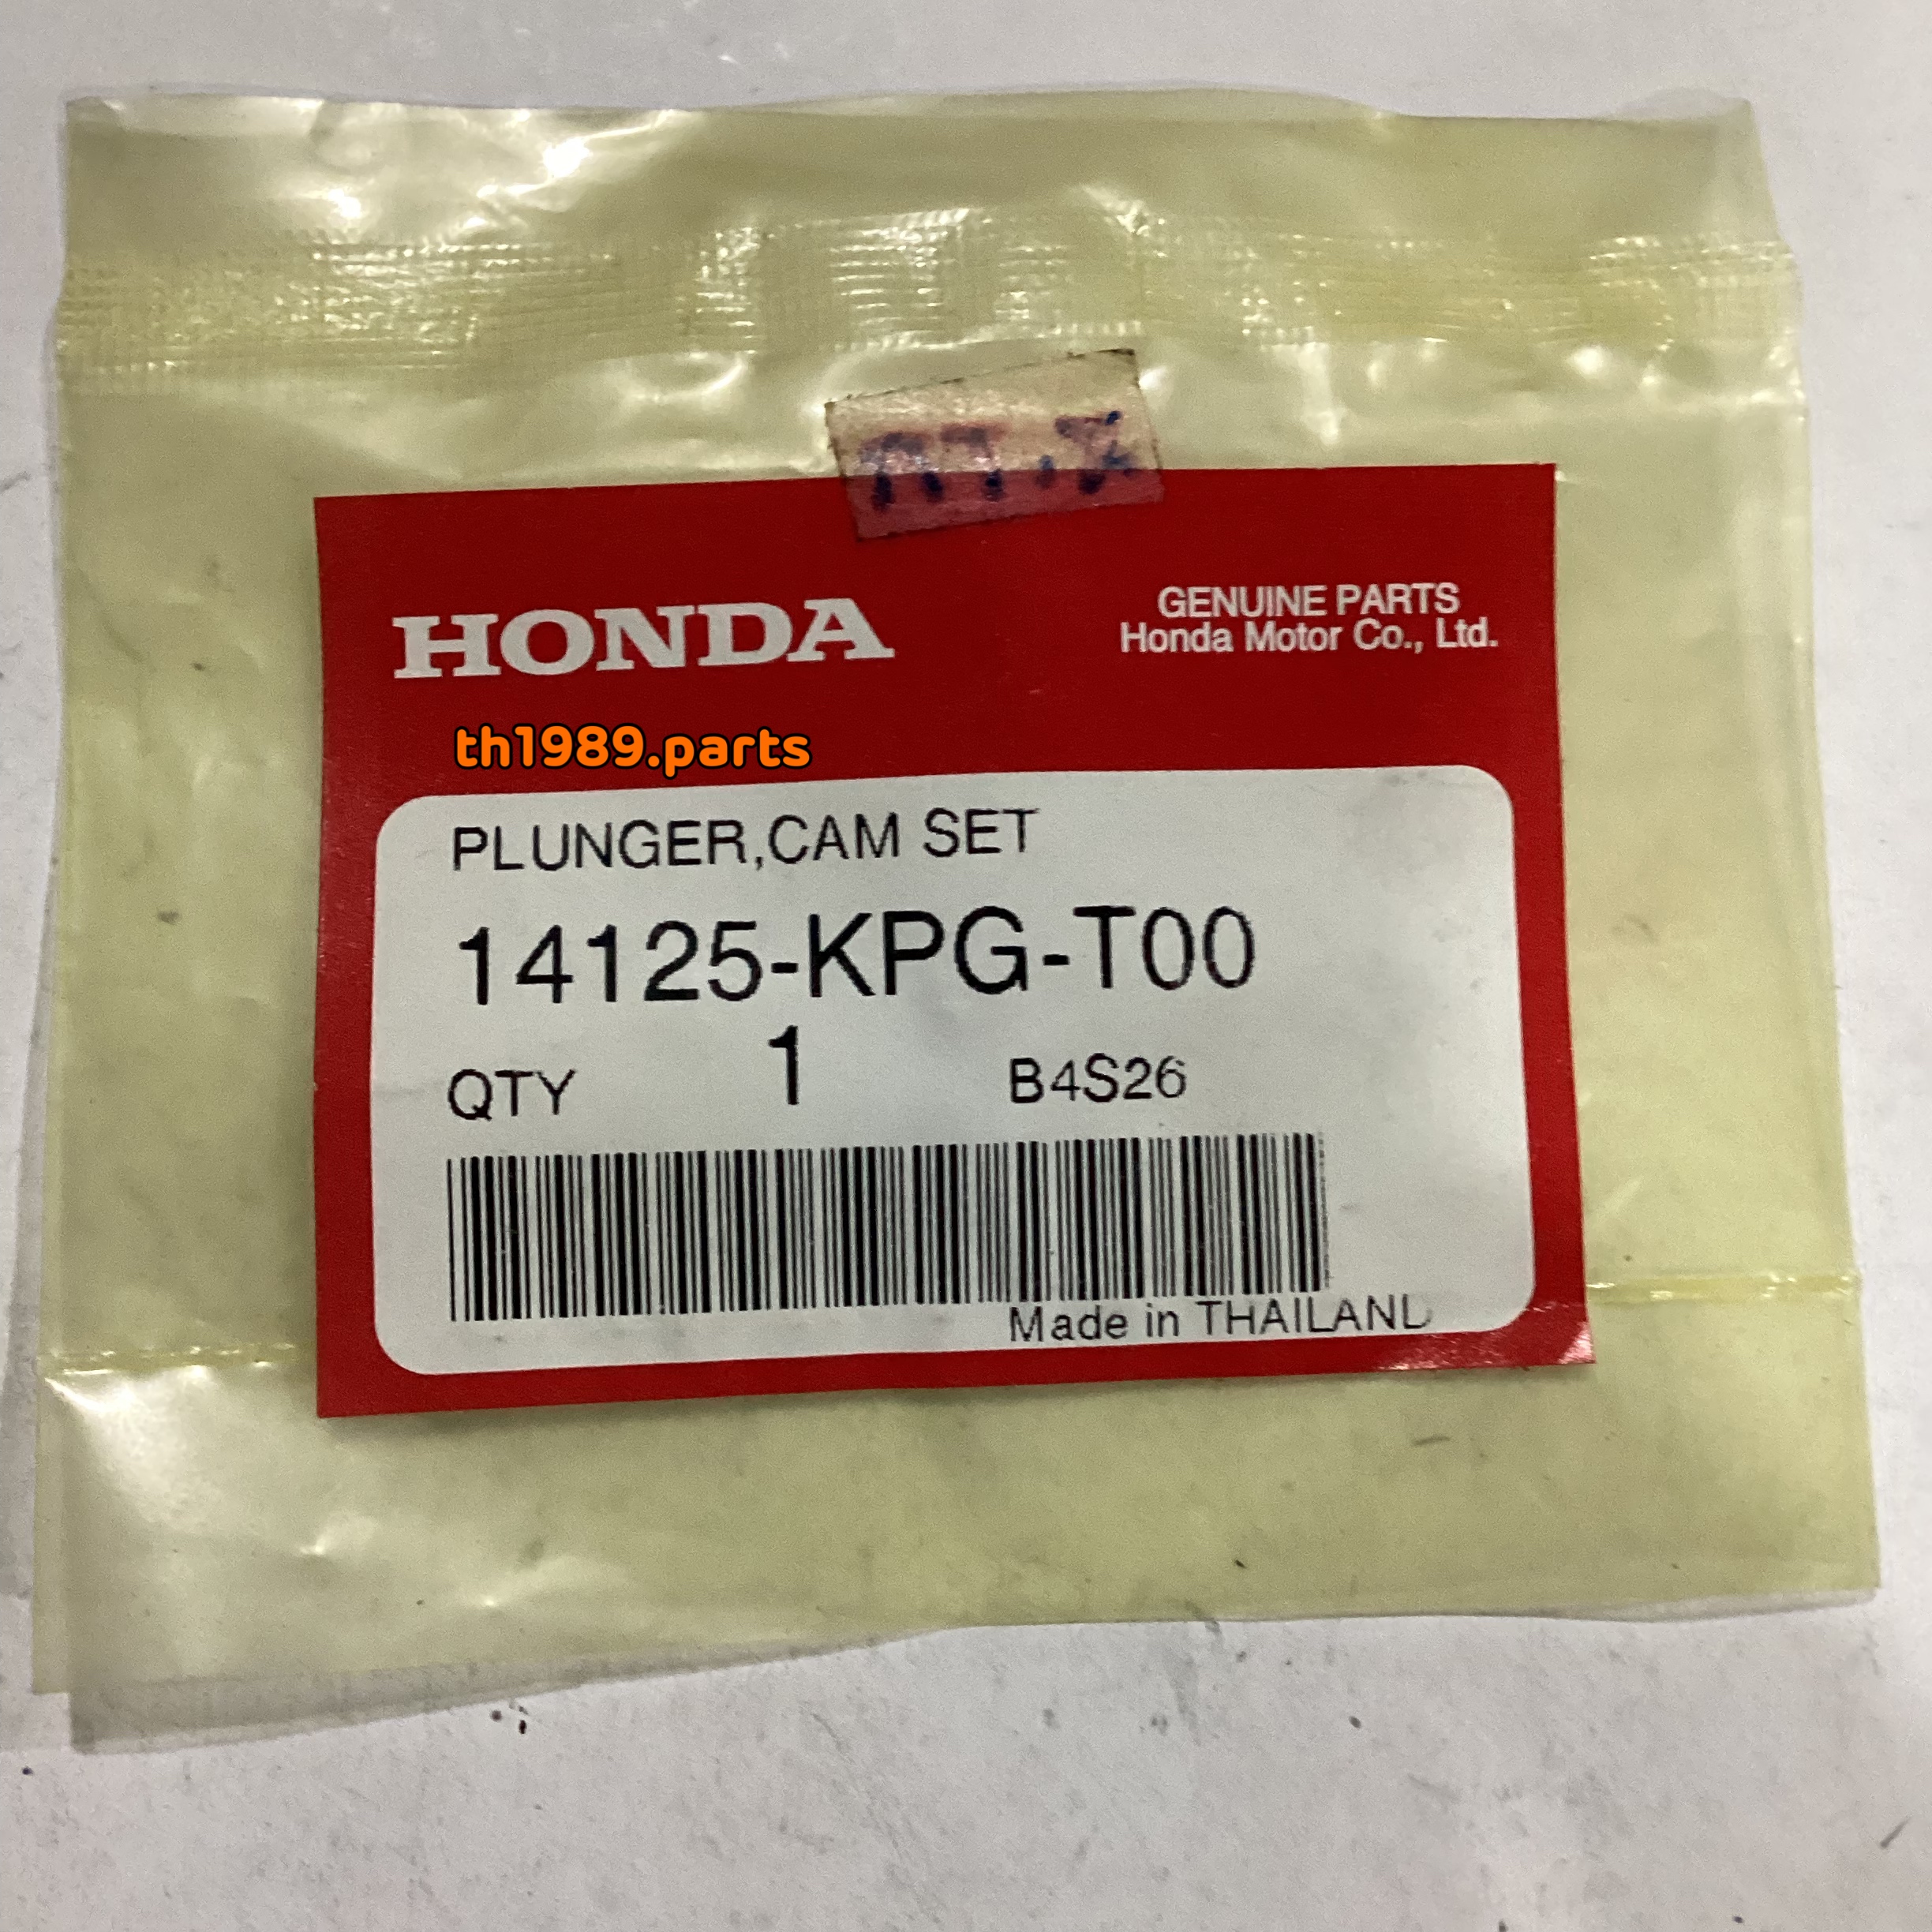 HONDA
GENUINE PARTS
Honda Motor Co., Ltd.
th1989.parts
PLUNGER,CAM SET
14125-KPG-T00
QTY 1 B4S26
Made in THAILAND